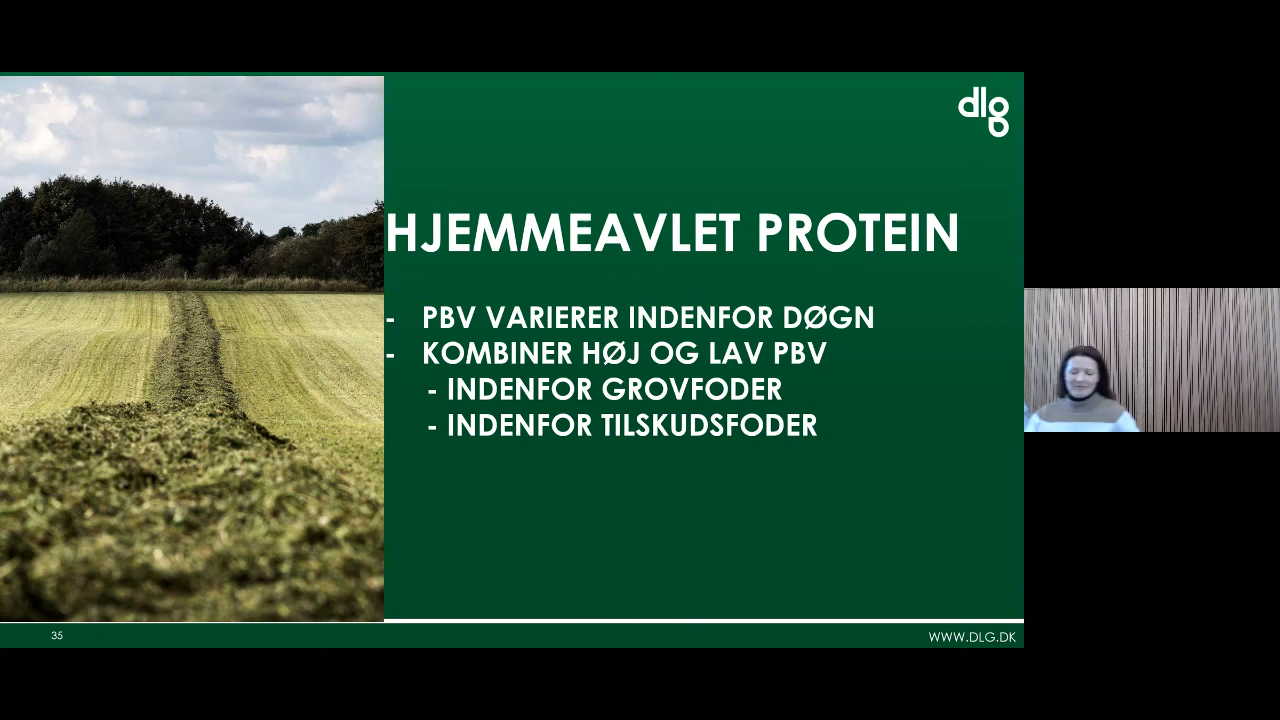 dlg
HJEMMEAVLET PROTEIN
- PBV VARIERER INDENFOR DØGN
- KOMBINER HØJ OG LAV PBV
- INDENFOR GROVFODER
- INDENFOR TILSKUDSFODER
35
WWW.DLG.DK